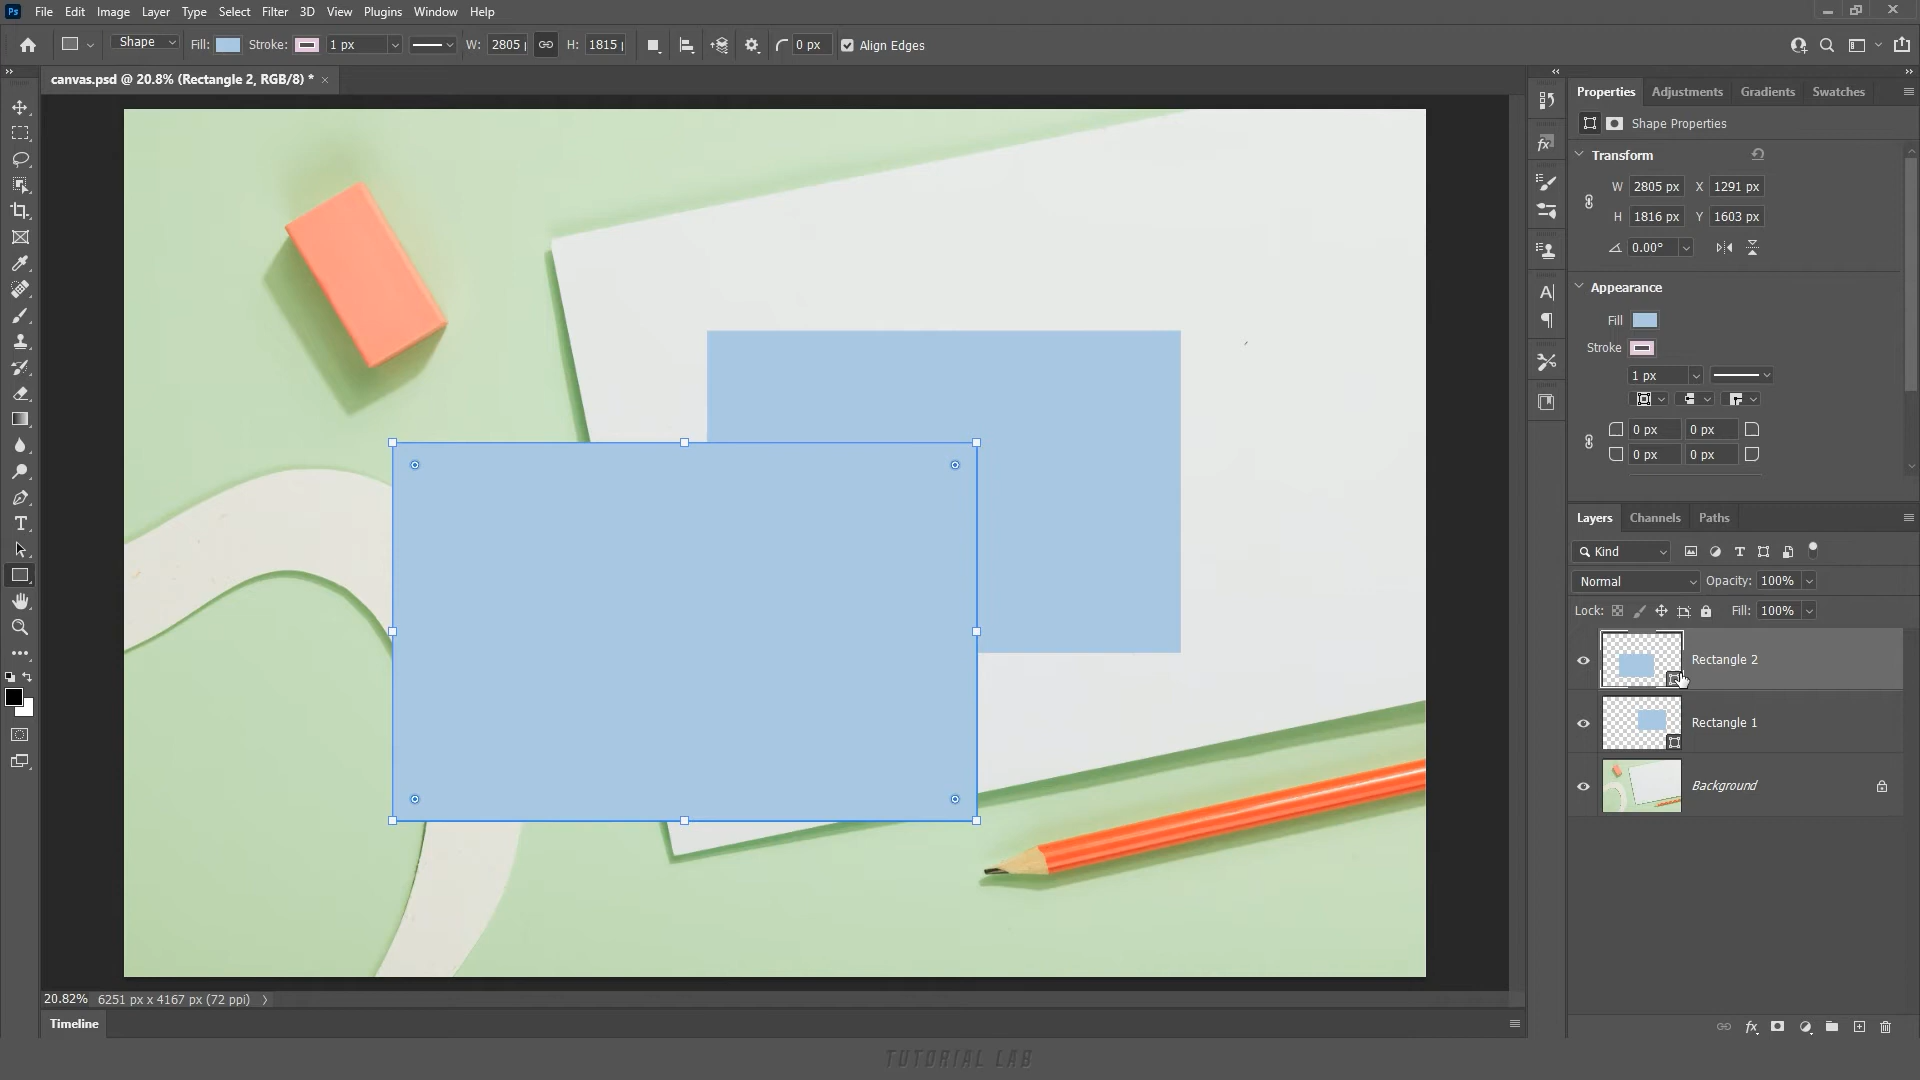 Ps File Edit Image Layer Type Select Filter 3D View Plugins Window Help
Shape Fill: Stroke: 1 px W: 2805 H: 1815 0 px Align Edges
canvas.psd @ 20.8% (Rectangle 2, RGB/8) * ×
Properties Adjustments Gradients Swatches
Shape Properties
Transform
W 2805 px X 1291 px
H 1816 px Y 1603 px
0.00°
Appearance
Fill
Stroke
1 px
0 px 0 px
0 px 0 px
Layers Channels Paths
Kind
Normal Opacity: 100%
Lock: Fill: 100%
Rectangle 2
Rectangle 1
Background
20.82% 6251 px x 4167 px (72 ppi)
Timeline
TUTORIAL LAB